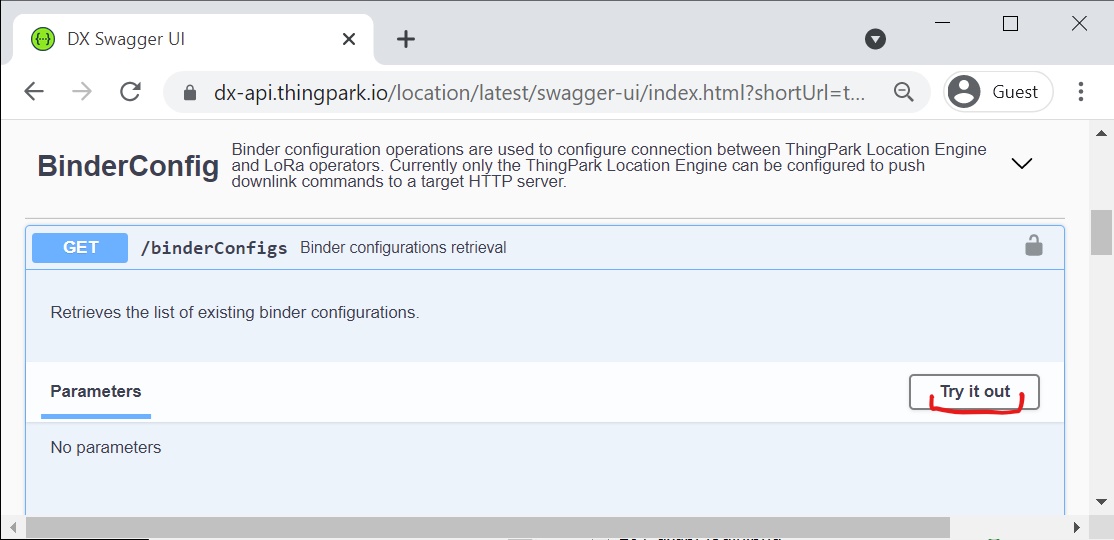 DX Swagger UI
dx-api.thingpark.io/location/latest/swagger-ui/index.html?shortUrl=t...
Guest
BinderConfig
Binder configuration operations are used to configure connection between ThingPark Location Engine
and LoRa operators. Currently only the ThingPark Location Engine can be configured to push
downlink commands to a target HTTP server.
GET /binderConfigs Binder configurations retrieval
Retrieves the list of existing binder configurations.
Parameters
Try it out
No parameters